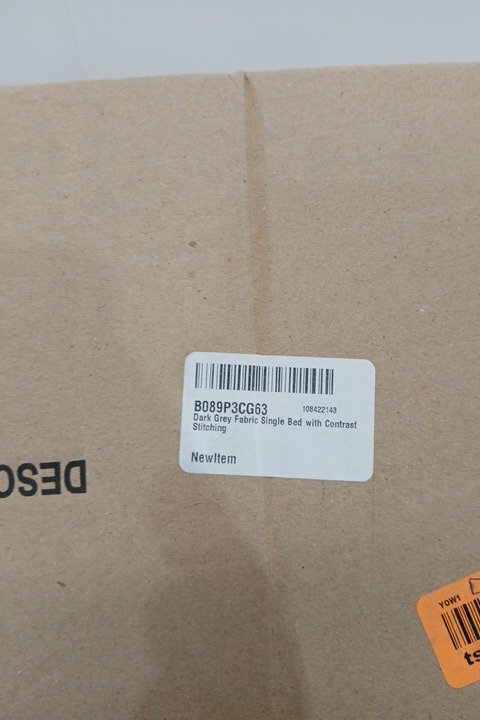 B089P3CG63 108422143
Dark Grey Fabric Single Bed with Contrast
Stitching
NewItem
DESC
YOW1
ts